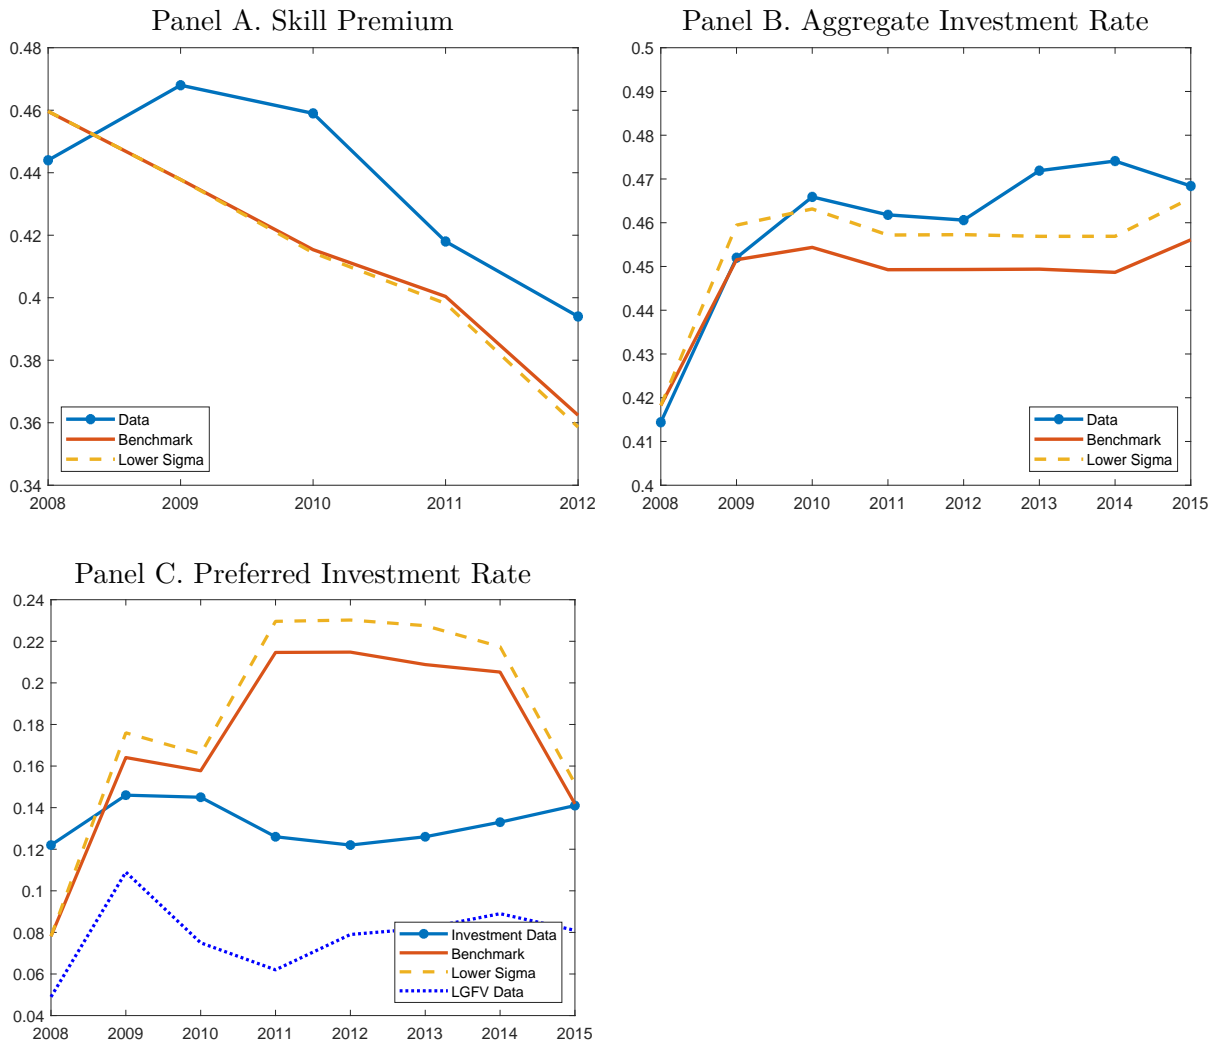 Panel A. Skill Premium
0.48
0.46
0.44
0.42
0.4
0.38
0.36
0.34
2008 2009 2010 2011 2012
Data
Benchmark
Lower Sigma
Panel B. Aggregate Investment Rate
0.5
0.49
0.48
0.47
0.46
0.45
0.44
0.43
0.42
0.41
0.4
2008 2009 2010 2011 2012 2013 2014 2015
Data
Benchmark
Lower Sigma
Panel C. Preferred Investment Rate
0.24
0.22
0.2
0.18
0.16
0.14
0.12
0.1
0.08
0.06
0.04
2008 2009 2010 2011 2012 2013 2014 2015
Investment Data
Benchmark
Lower Sigma
LGFV Data